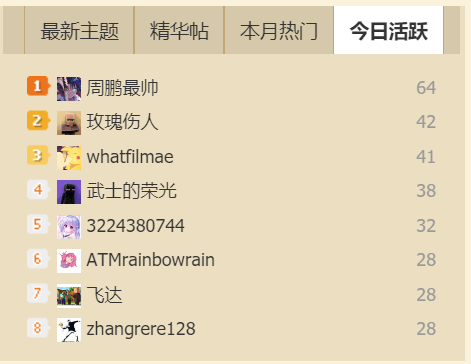 最新主题 精华帖 本月热门 今日活跃
1 周鹏最帅 64
2 玫瑰伤人 42
3 whatfilmae 41
4 武士的荣光 38
5 3224380744 32
6 ATMrainbowrain 28
7 飞达 28
8 zhangrere128 28